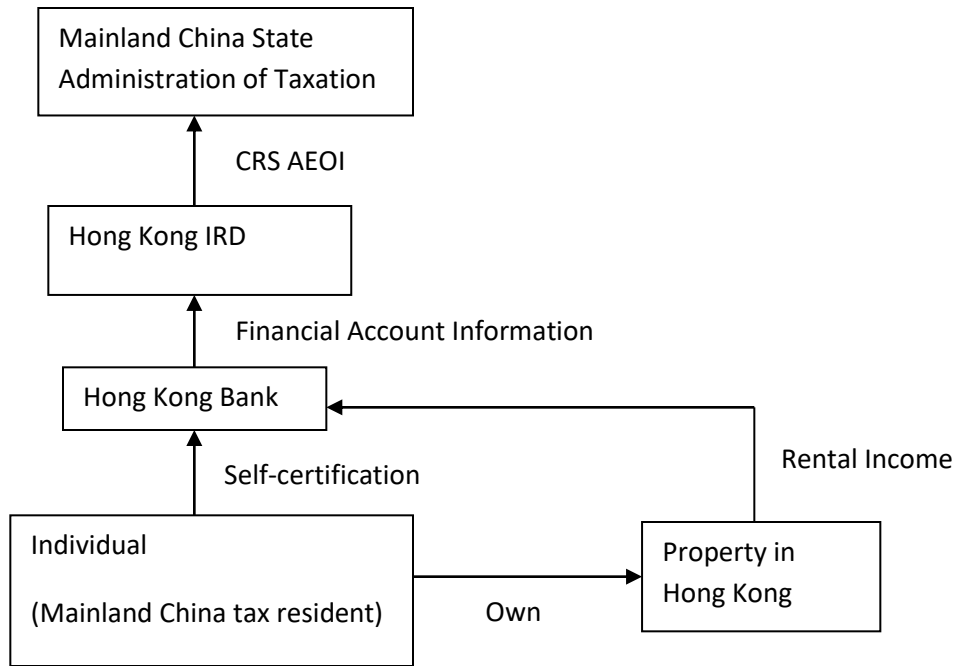 Mainland China State
Administration of Taxation
CRS AEOI
Hong Kong IRD
Financial Account Information
Hong Kong Bank
Rental Income
Self-certification
Individual
(Mainland China tax resident)
Own
Property in
Hong Kong